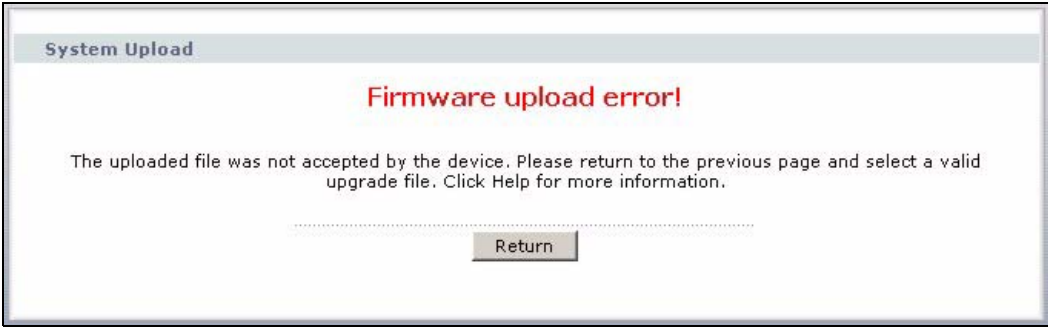 System Upload
Firmware upload error!
The uploaded file was not accepted by the device. Please return to the previous page and select a valid
upgrade file. Click Help for more information.
Return